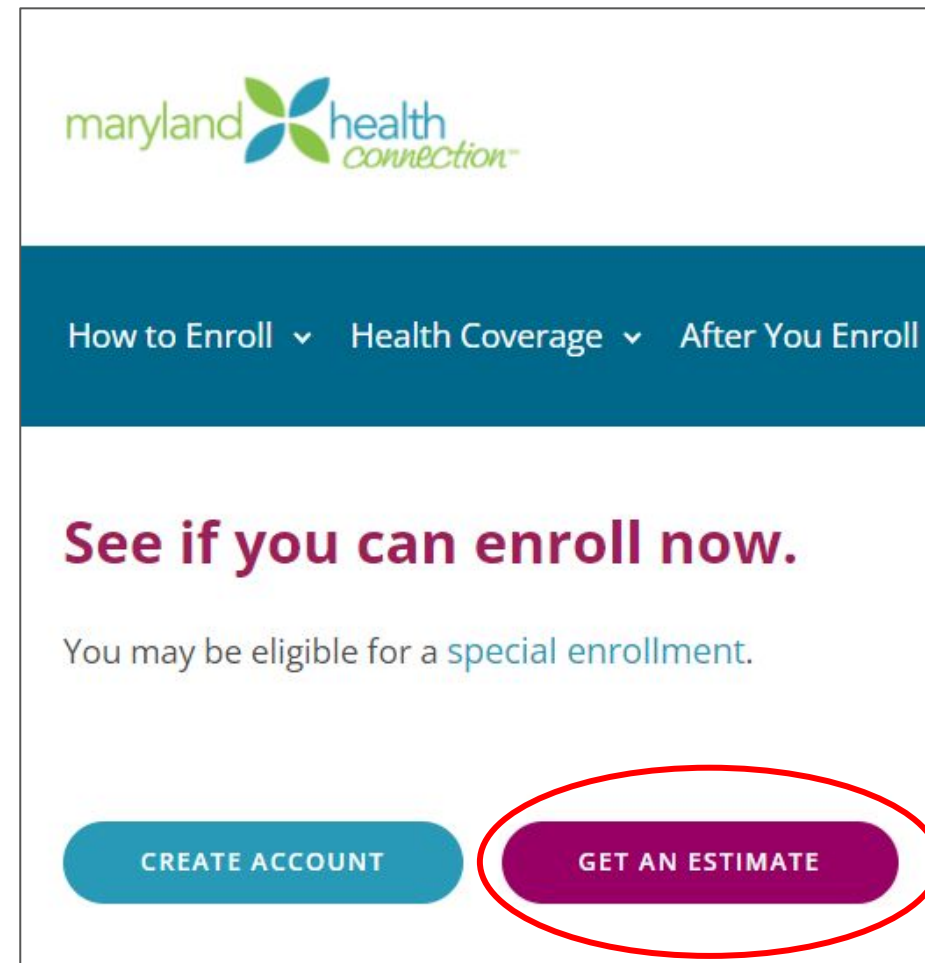 maryland health
connection℠
How to Enroll Health Coverage After You Enroll
See if you can enroll now.
You may be eligible for a special enrollment.
CREATE ACCOUNT GET AN ESTIMATE